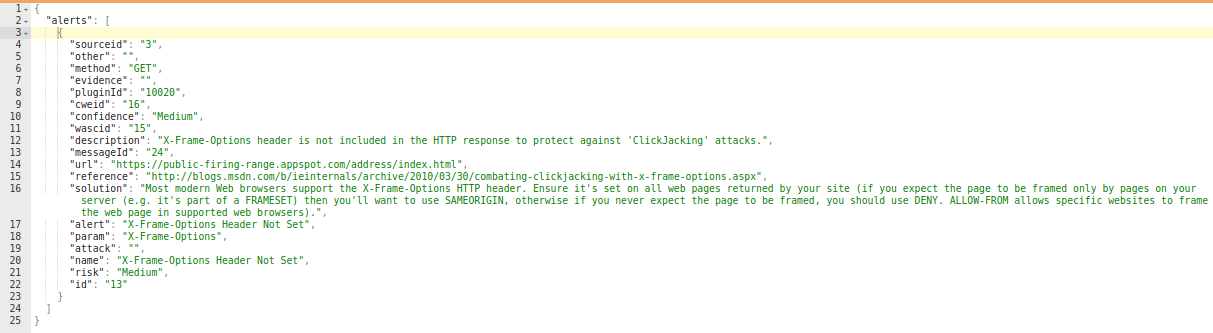 1 {
2 "alerts": [
3 {
4 "sourceid": "3",
5 "other": "",
6 "method": "GET",
7 "evidence": "",
8 "pluginId": "10020",
9 "cweid": "16",
10 "confidence": "Medium",
11 "wascid": "15",
12 "description": "X-Frame-Options header is not included in the HTTP response to protect against 'ClickJacking' attacks.",
13 "messageId": "24",
14 "url": "https://public-firing-range.appspot.com/address/index.html",
15 "reference": "http://blogs.msdn.com/b/ieinternals/archive/2010/03/30/combating-clickjacking-with-x-frame-options.aspx",
16 "solution": "Most modern Web browsers support the X-Frame-Options HTTP header. Ensure it's set on all web pages returned by your site (if you expect the page to be framed only by pages on your
server (e.g. it's part of a FRAMESET) then you'll want to use SAMEORIGIN, otherwise if you never expect the page to be framed, you should use DENY. ALLOW-FROM allows specific websites to frame
the web page in supported web browsers).",
17 "alert": "X-Frame-Options Header Not Set",
18 "param": "X-Frame-Options",
19 "attack": "",
20 "name": "X-Frame-Options Header Not Set",
21 "risk": "Medium",
22 "id": "13"
23 }
24 ]
25 }